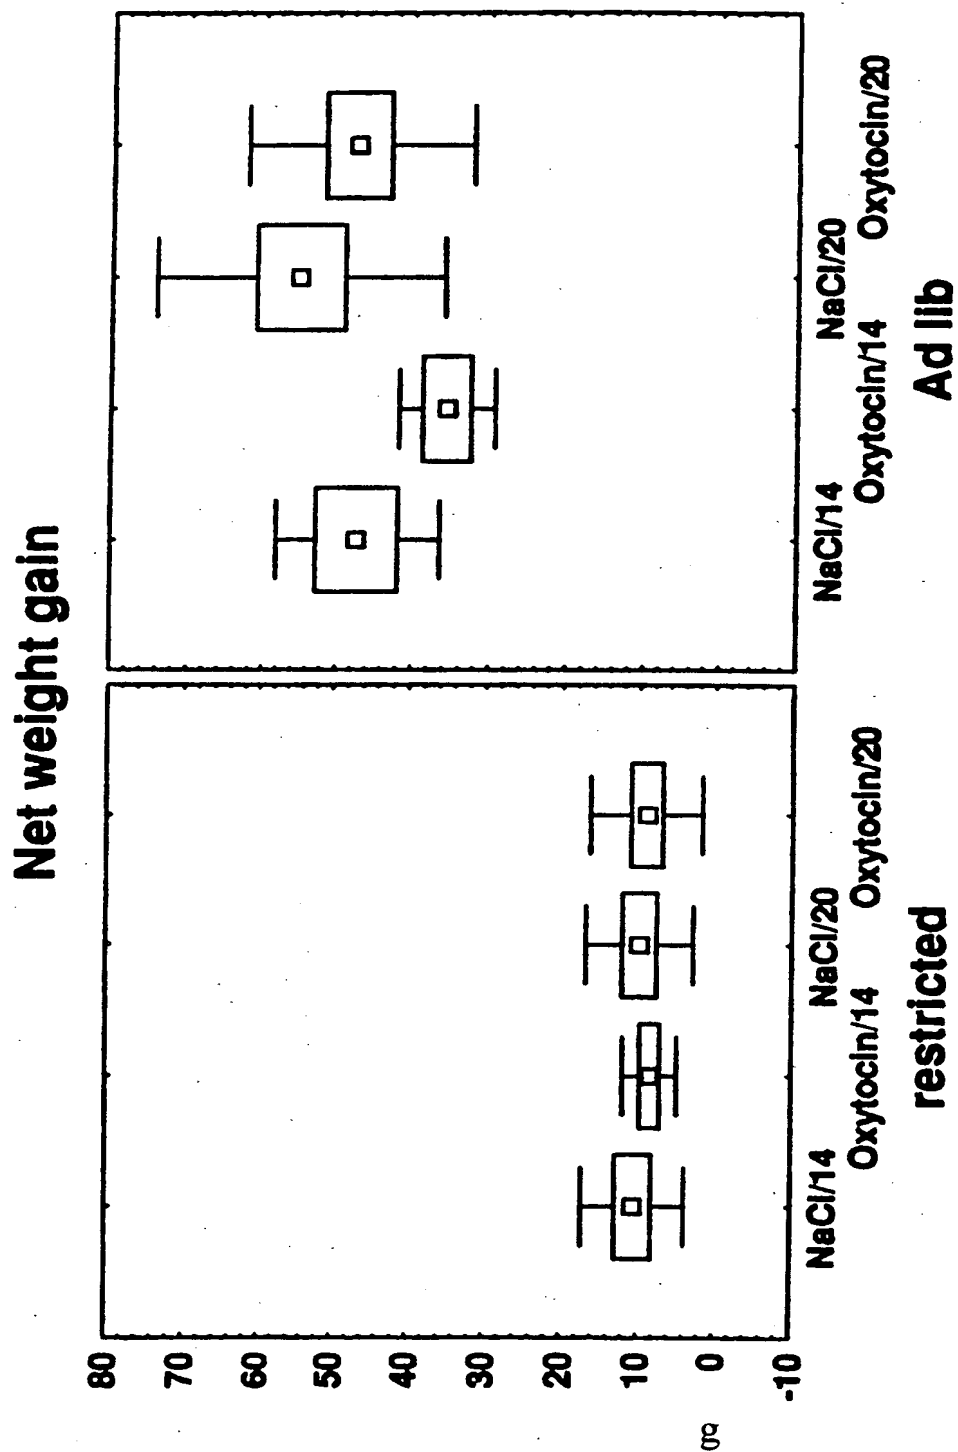 Net weight gain
80
70
60
50
40
30
20
10
0
-10
g
NaCl/14
Oxytocin/14
NaCl/20
Oxytocin/20
NaCl/14
Oxytocin/14
NaCl/20
Oxytocin/20
restricted
Ad lib